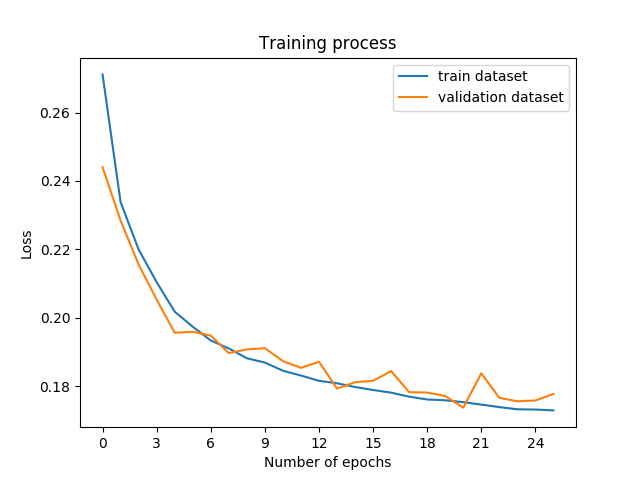 Training process
train dataset
validation dataset
Loss
0.26
0.24
0.22
0.20
0.18
0 3 6 9 12 15 18 21 24
Number of epochs